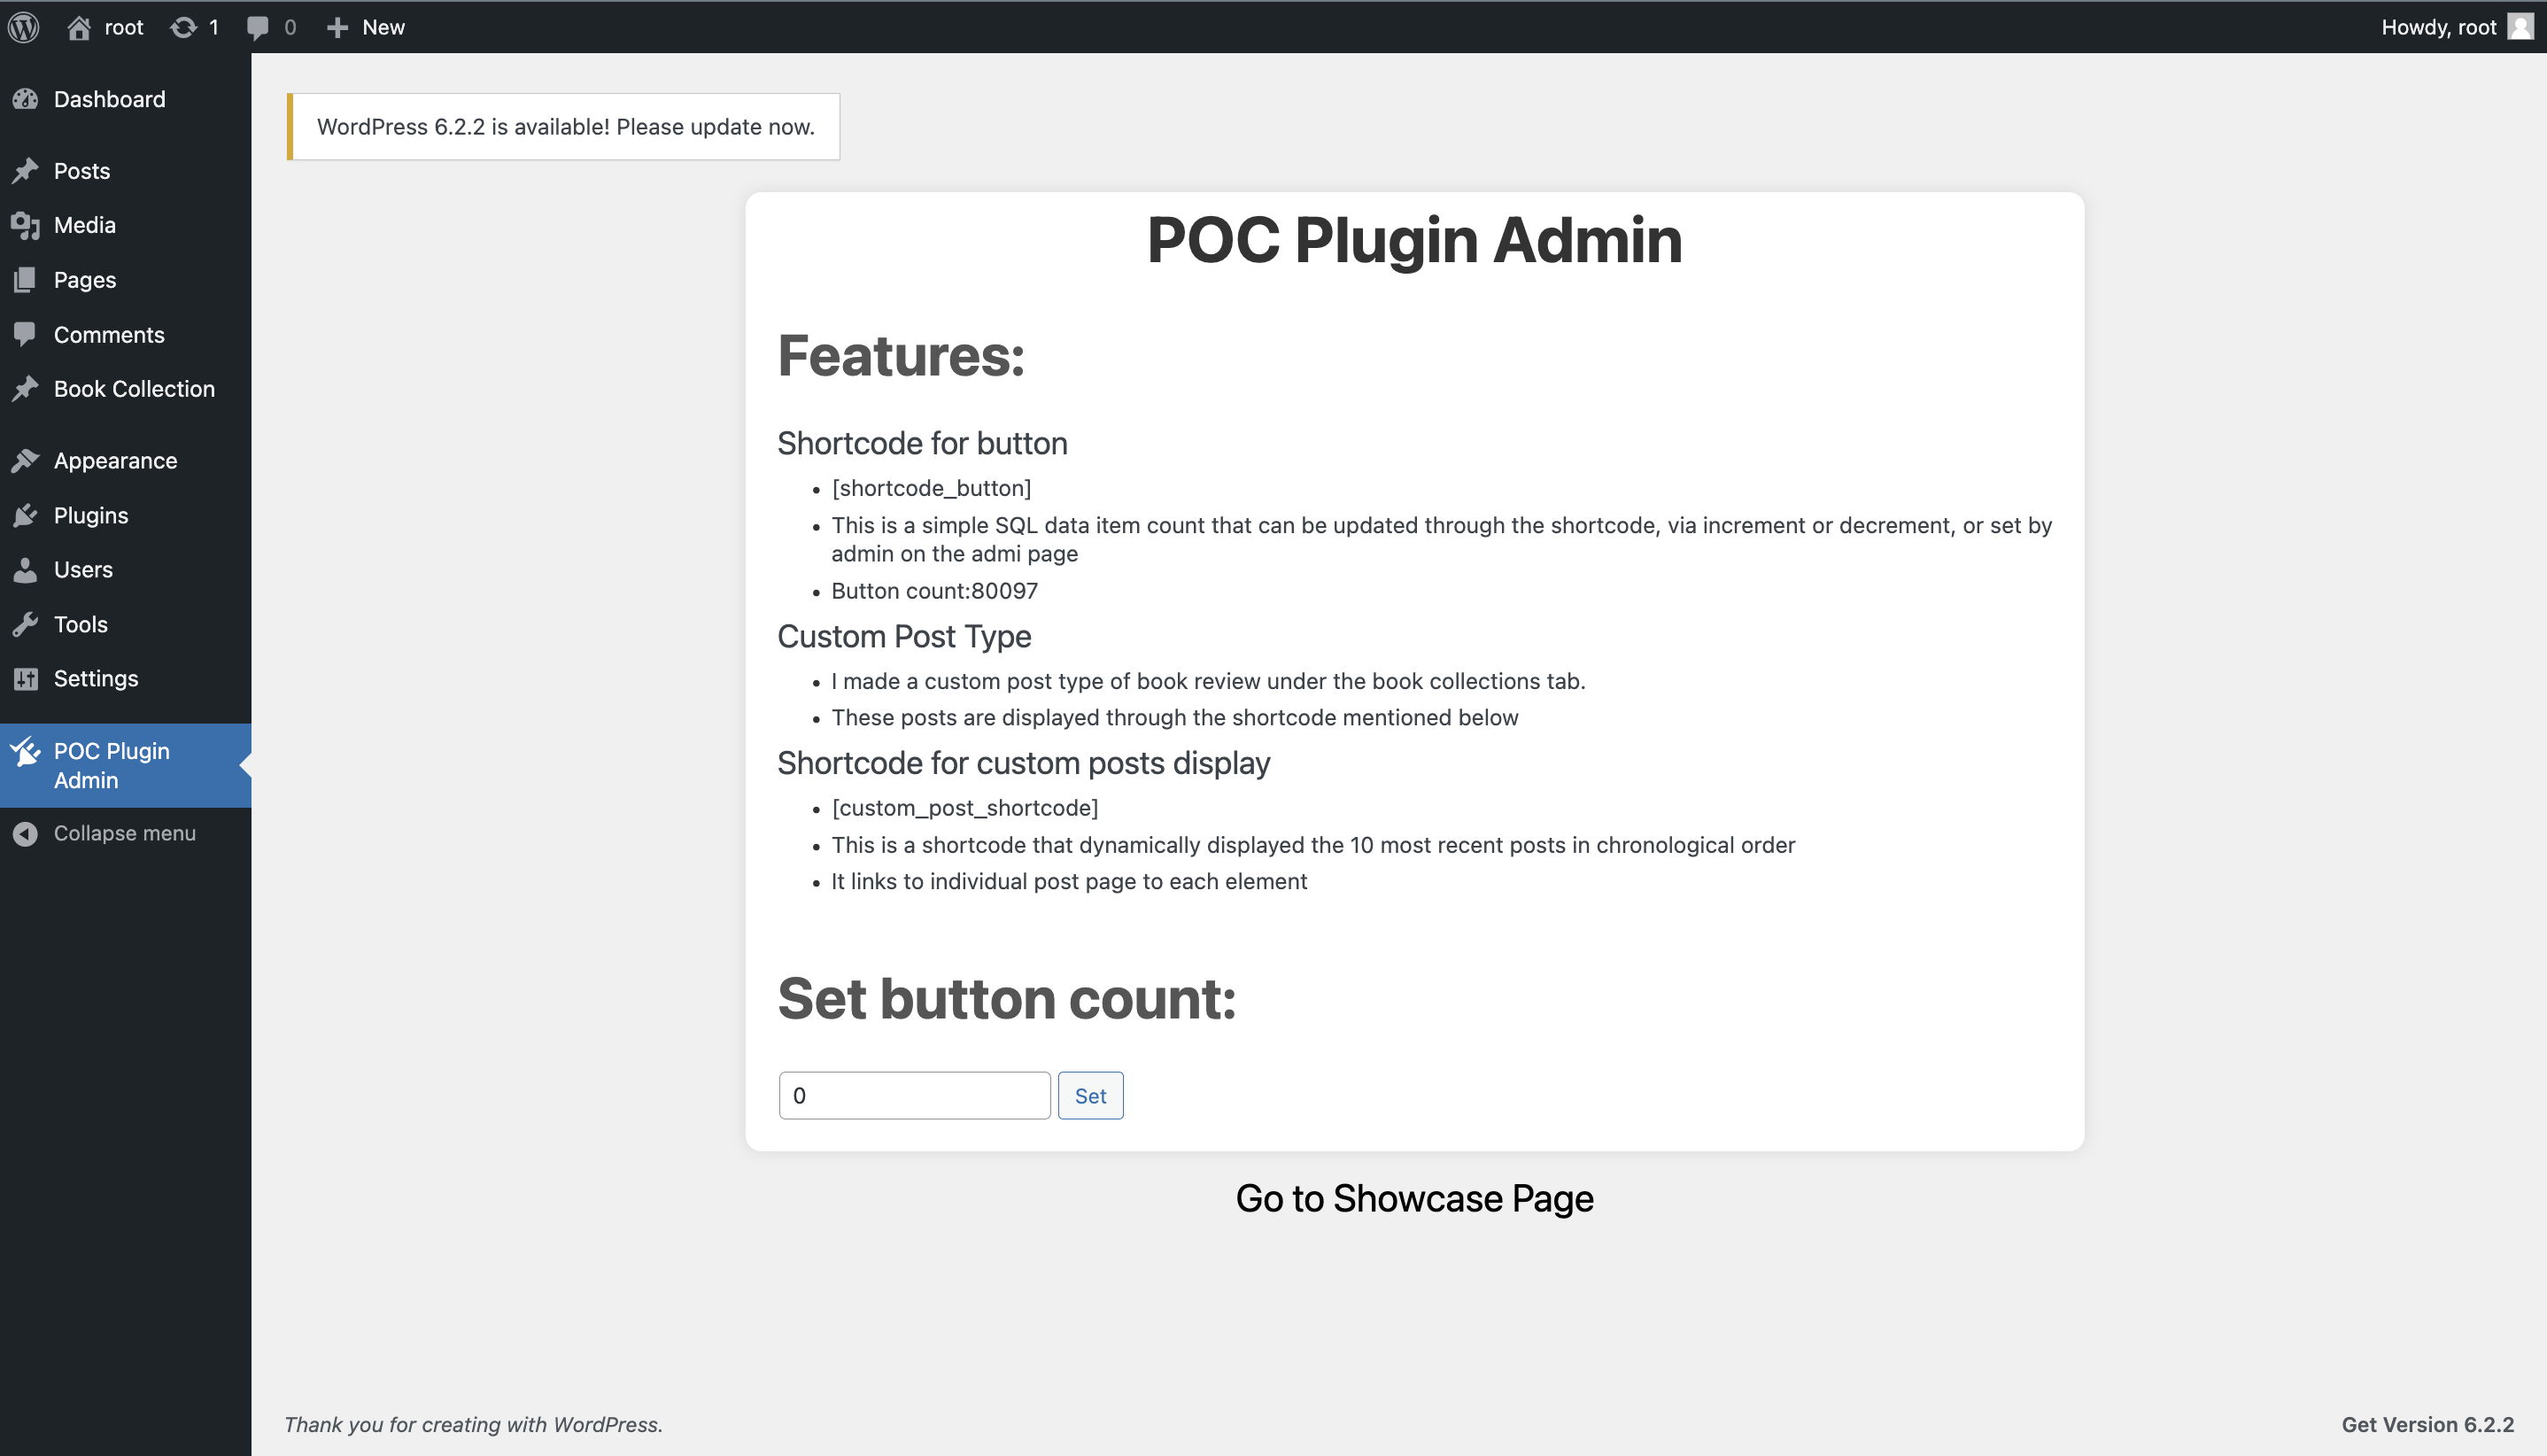 root 1 0 New Howdy, root
Dashboard
Posts
Media
Pages
Comments
Book Collection
Appearance
Plugins
Users
Tools
Settings
POC Plugin
Admin
Collapse menu
WordPress 6.2.2 is available! Please update now.
POC Plugin Admin
Features:
Shortcode for button
[shortcode_button]
This is a simple SQL data item count that can be updated through the shortcode, via increment or decrement, or set by
admin on the admi page
Button count:80097
Custom Post Type
I made a custom post type of book review under the book collections tab.
These posts are displayed through the shortcode mentioned below
Shortcode for custom posts display
[custom_post_shortcode]
This is a shortcode that dynamically displayed the 10 most recent posts in chronological order
It links to individual post page to each element
Set button count:
0 Set
Go to Showcase Page
Thank you for creating with WordPress. Get Version 6.2.2